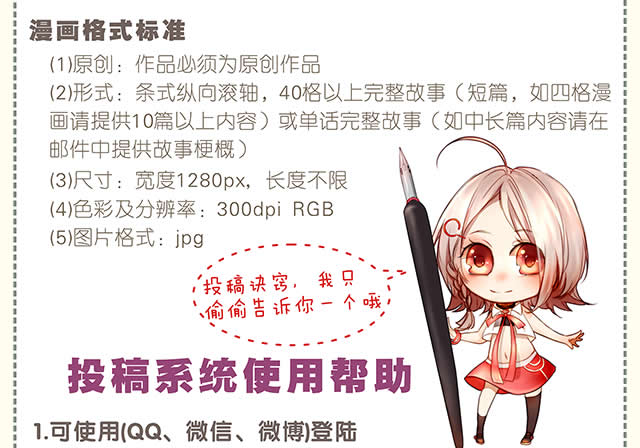 漫画格式标准
(1)原创：作品必须为原创作品
(2)形式：条式纵向滚轴，40格以上完整故事（短篇，如四格漫
画请提供10篇以上内容）或单话完整故事（如中长篇内容请在
邮件中提供故事梗概）
(3)尺寸：宽度1280px，长度不限
(4)色彩及分辨率：300dpi RGB
(5)图片格式：jpg
投稿诀窍，我只
偷偷告诉你一个哦
投稿系统使用帮助
1.可使用(QQ、微信、微博)登陆